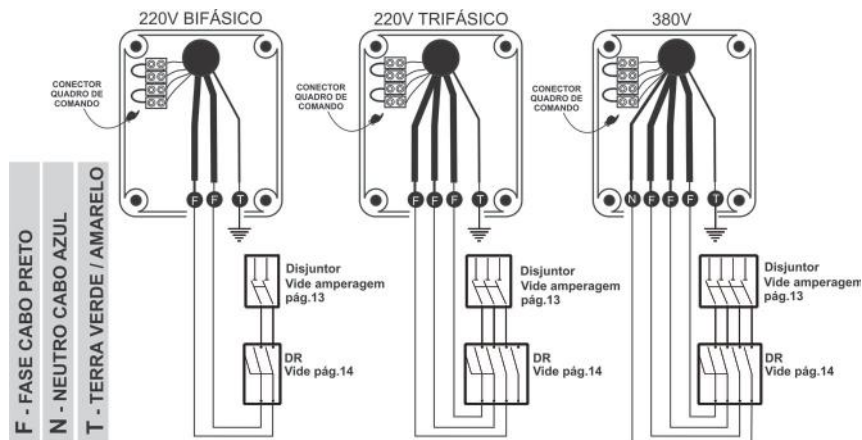 220V BIFÁSICO
CONECTOR
QUADRO DE
COMANDO
F F T
Disjuntor
Vide amperagem
pág.13
DR
Vide pág.14
220V TRIFÁSICO
CONECTOR
QUADRO DE
COMANDO
F F F T
Disjuntor
Vide amperagem
pág.13
DR
Vide pág.14
380V
CONECTOR
QUADRO DE
COMANDO
N F F F T
Disjuntor
Vide amperagem
pág.13
DR
Vide pág.14
F - FASE CABO PRETO
N - NEUTRO CABO AZUL
T - TERRA VERDE / AMARELO